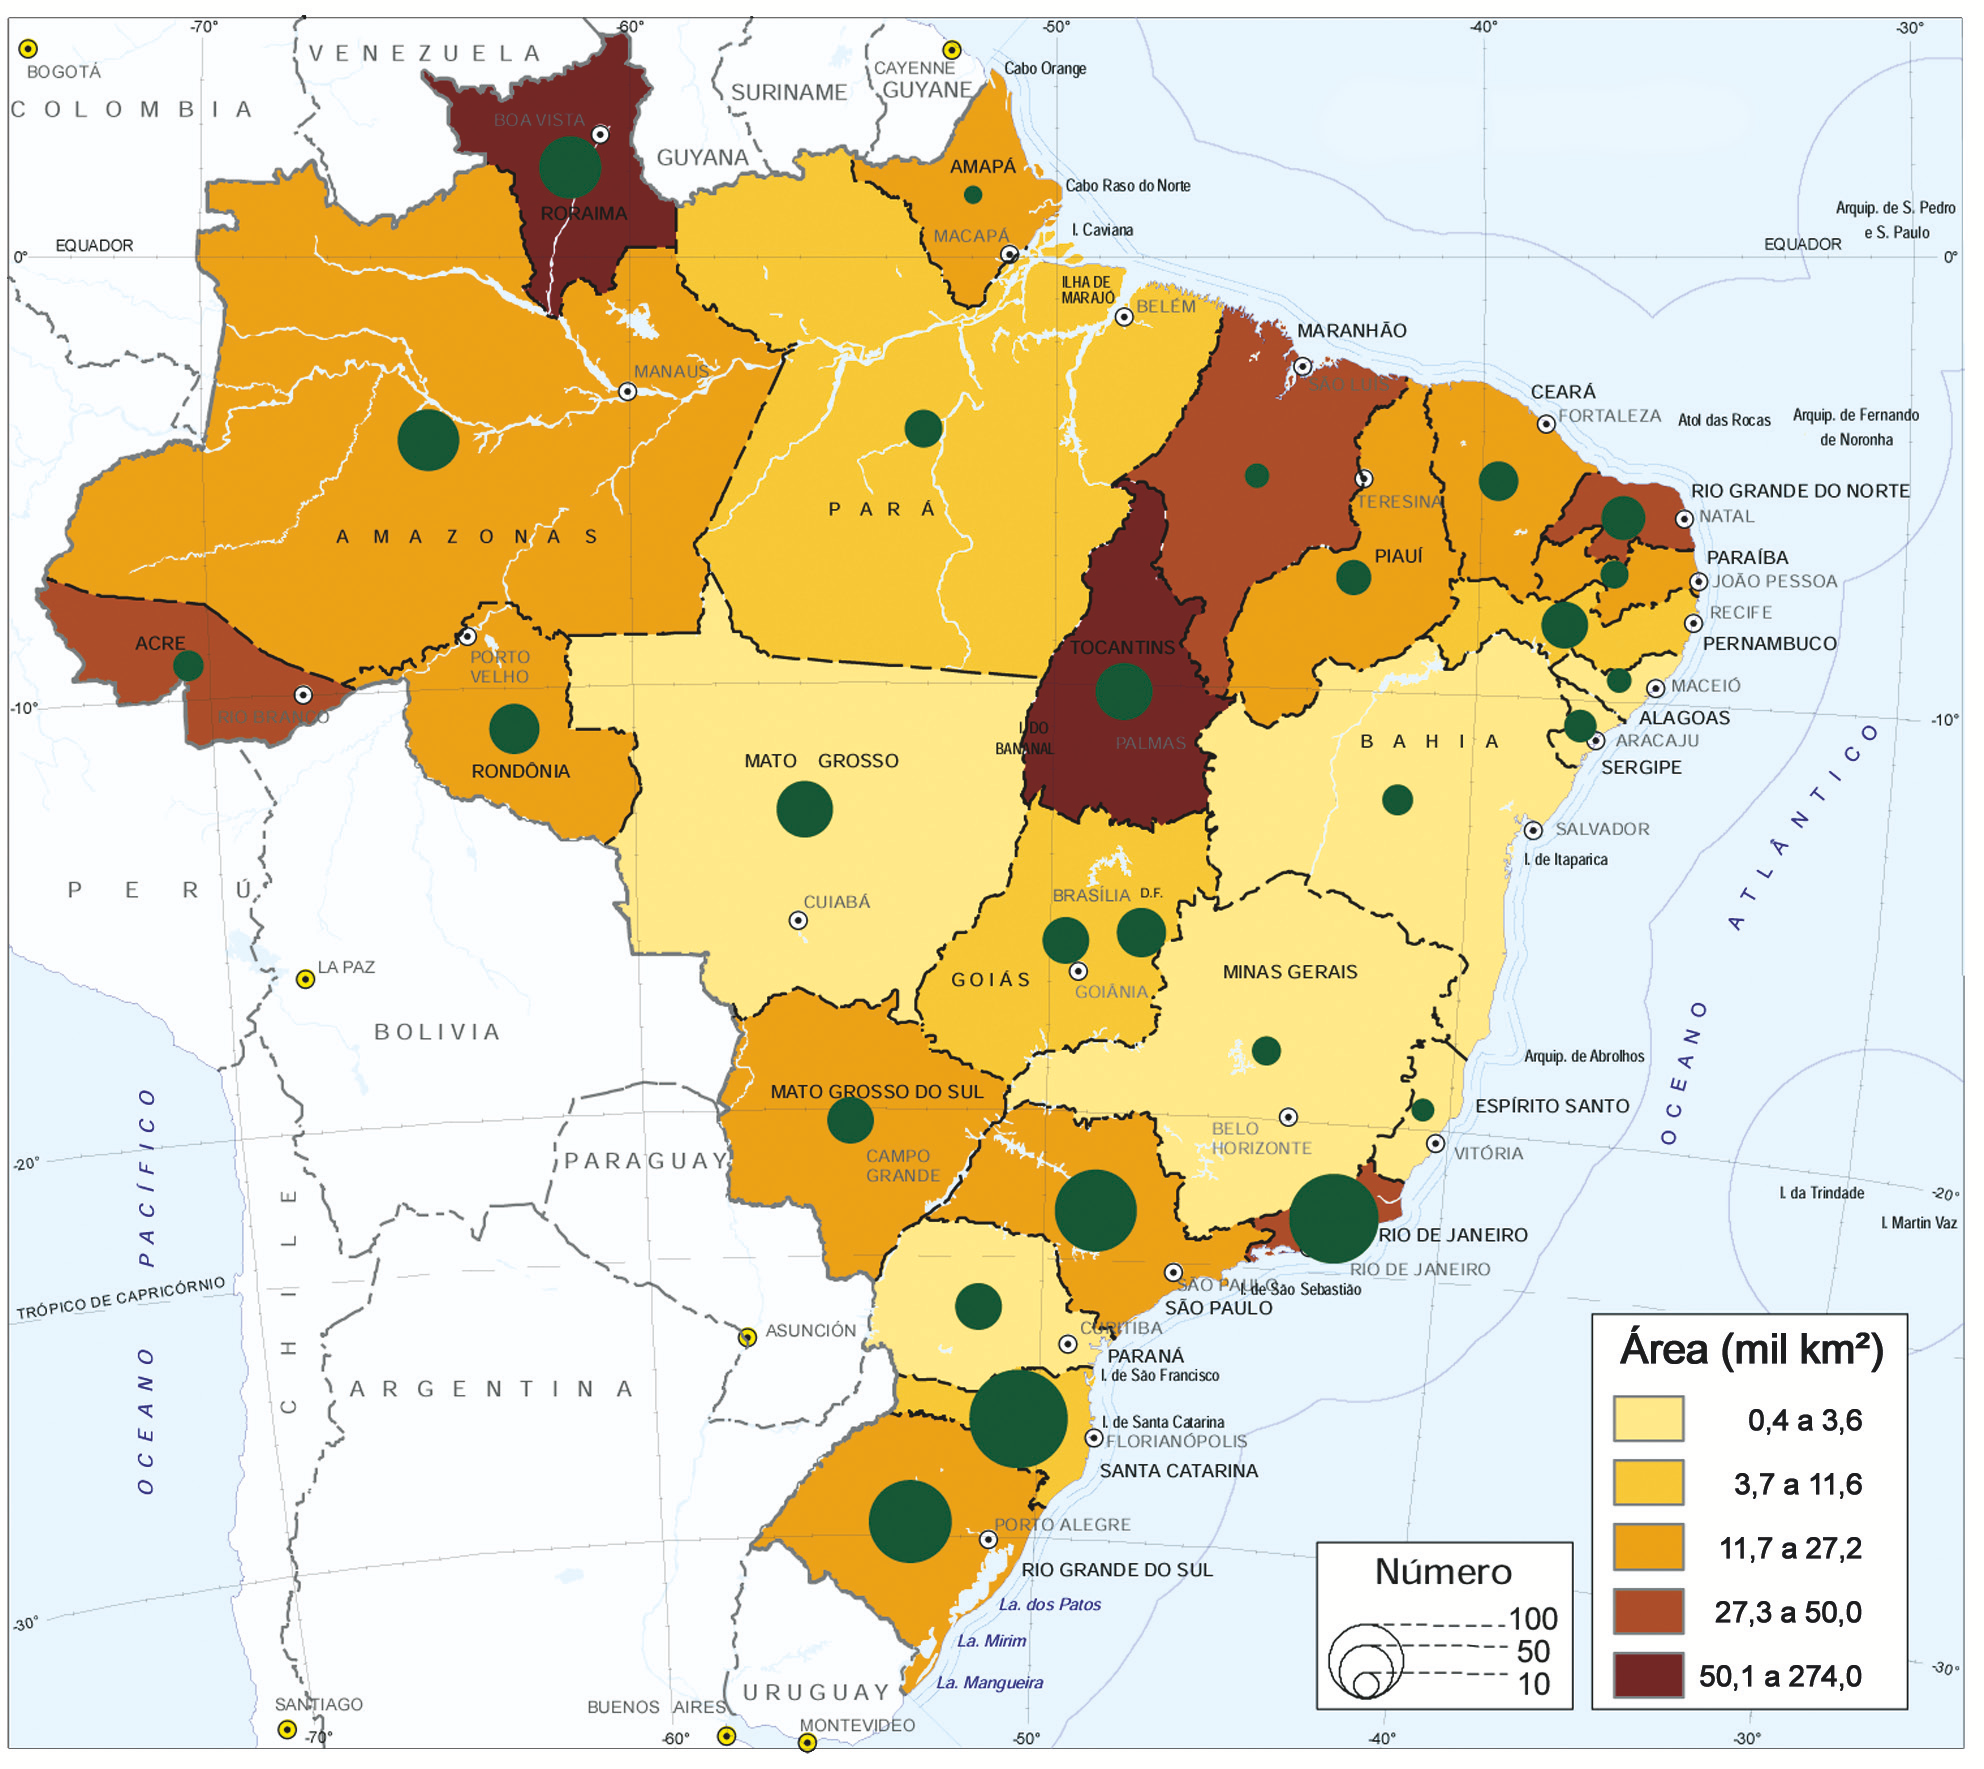 -70°
-60°
-50°
-40°
-30°
BOGOTÁ
COLOMBIA
VENEZUELA
SURINAME
CAYENNE
GUYANE
Cabo Orange
BOA VISTA
GUYANA
RORAIMA
AMAPÁ
Cabo Raso do Norte
MACAPÁ
I. Caviana
Arquip. de S. Pedro
e S. Paulo
EQUADOR
EQUADOR
0°
0°
ILHA DE
MARAJÓ
BELÉM
MARANHÃO
SÃO LUÍS
MANAUS
CEARÁ
FORTALEZA
Atol das Rocas
Arquip. de Fernando
de Noronha
TERESINA
RIO GRANDE DO NORTE
NATAL
PARÁ
AMAZONAS
PIAUÍ
PARAÍBA
JOÃO PESSOA
RECIFE
PERNAMBUCO
ACRE
PORTO
VELHO
TOCANTINS
MACEIÓ
RIO BRANCO
-10°
-10°
ALAGOAS
ARACAJU
SERGIPE
I. DO
BANANAL
PALMAS
BAHIA
MATO GROSSO
RONDÔNIA
SALVADOR
I. de Itaparica
OCEANO ATLÂNTICO
PERÚ
CUIABÁ
BRASÍLIA
D.F.
LA PAZ
GOIÁS
GOIÂNIA
MINAS GERAIS
BOLIVIA
Arquip. de Abrolhos
MATO GROSSO DO SUL
ESPÍRITO SANTO
BELO
HORIZONTE
VITÓRIA
PARAGUAY
CAMPO
GRANDE
-20°
-20°
I. da Trindade
I. Martin Vaz
OCEANO PACÍFICO
CHILE
RIO DE JANEIRO
RIO DE JANEIRO
TRÓPICO DE CAPRICÓRNIO
SÃO PAULO
I. de São Sebastião
SÃO PAULO
ASUNCIÓN
CURITIBA
PARANÁ
I. de São Francisco
ARGENTINA
I. de Santa Catarina
FLORIANÓPOLIS
SANTA CATARINA
PORTO ALEGRE
RIO GRANDE DO SUL
La. dos Patos
La. Mirim
La. Mangueira
-30°
-30°
URUGUAY
SANTIAGO
BUENOS AIRES
MONTEVIDEO
-70°
-60°
-50°
-40°
-30°
Número
100
50
10
Área (mil km²)
0,4 a 3,6
3,7 a 11,6
11,7 a 27,2
27,3 a 50,0
50,1 a 274,0